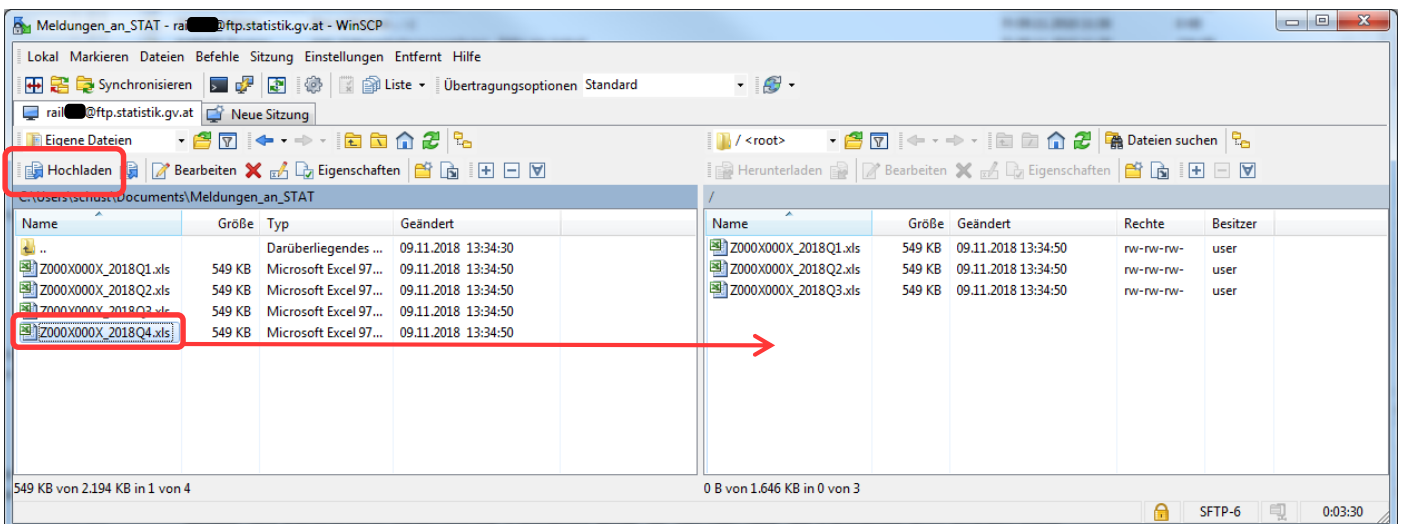 Meldungen_an_STAT - rai @ftp.statistik.gv.at - WinSCP
Lokal Markieren Dateien Befehle Sitzung Einstellungen Entfernt Hilfe
Synchronisieren Liste Übertragungsoptionen Standard
rail @ftp.statistik.gv.at Neue Sitzung
Eigene Dateien / <root> Dateien suchen
Hochladen Bearbeiten Eigenschaften Herunterladen Bearbeiten Eigenschaften
C:\Users\schust\Documents\Meldungen_an_STAT /
Name Größe Typ Geändert Name Größe Geändert Rechte Besitzer
.. Darüberliegendes ... 09.11.2018 13:34:30 Z000X000X_2018Q1.xls 549 KB 09.11.2018 13:34:50 rw-rw-rw- user
Z000X000X_2018Q1.xls 549 KB Microsoft Excel 97... 09.11.2018 13:34:50 Z000X000X_2018Q2.xls 549 KB 09.11.2018 13:34:50 rw-rw-rw- user
Z000X000X_2018Q2.xls 549 KB Microsoft Excel 97... 09.11.2018 13:34:50 Z000X000X_2018Q3.xls 549 KB 09.11.2018 13:34:50 rw-rw-rw- user
Z000X000X_2018Q3.xls 549 KB Microsoft Excel 97... 09.11.2018 13:34:50
Z000X000X_2018Q4.xls 549 KB Microsoft Excel 97... 09.11.2018 13:34:50
549 KB von 2.194 KB in 1 von 4 0 B von 1.646 KB in 0 von 3
SFTP-6 0:03:30